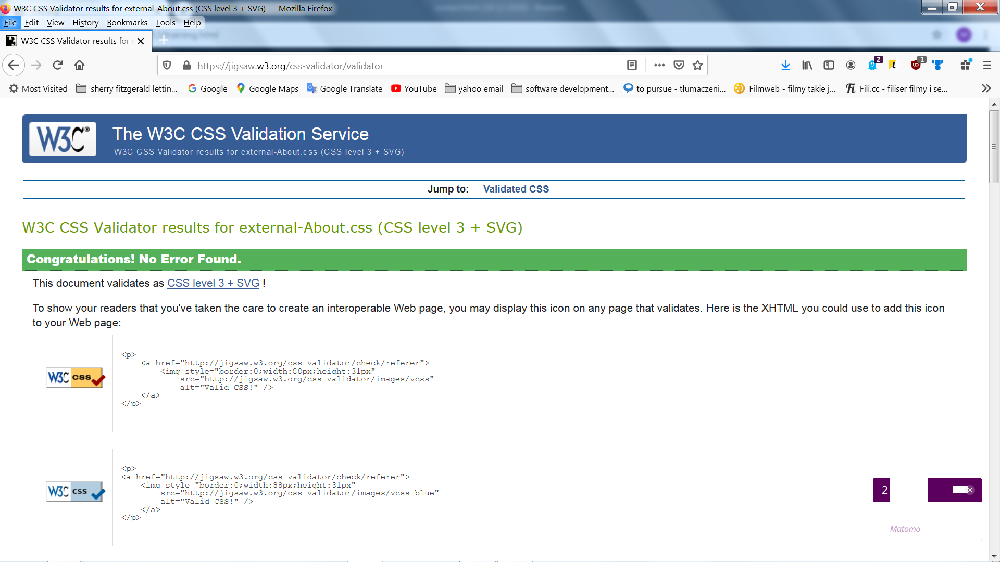 W3C CSS Validator results for external-About.css (CSS level 3 + SVG) — Mozilla Firefox
File Edit View History Bookmarks Tools Help
W3C CSS Validator results for
https://jigsaw.w3.org/css-validator/validator
2
1
Most Visited sherry fitzgerald lettin... Google Google Maps Google Translate YouTube yahoo email software development... to pursue - tłumaczeni... Filmweb - filmy takie j... Fili.cc - filiser filmy i se...
W3C®
The W3C CSS Validation Service
W3C CSS Validator results for external-About.css (CSS level 3 + SVG)
Jump to: Validated CSS
W3C CSS Validator results for external-About.css (CSS level 3 + SVG)
Congratulations! No Error Found.
This document validates as CSS level 3 + SVG !
To show your readers that you've taken the care to create an interoperable Web page, you may display this icon on any page that validates. Here is the XHTML you could use to add this icon
to your Web page:
W3C css
<p>
<a href="http://jigsaw.w3.org/css-validator/check/referer">
<img style="border:0;width:88px;height:31px"
src="http://jigsaw.w3.org/css-validator/images/vcss"
alt="Valid CSS!" />
</a>
</p>
W3C css
<p>
<a href="http://jigsaw.w3.org/css-validator/check/referer">
<img style="border:0;width:88px;height:31px"
src="http://jigsaw.w3.org/css-validator/images/vcss-blue"
alt="Valid CSS!" />
</a>
</p>
2
Matomo